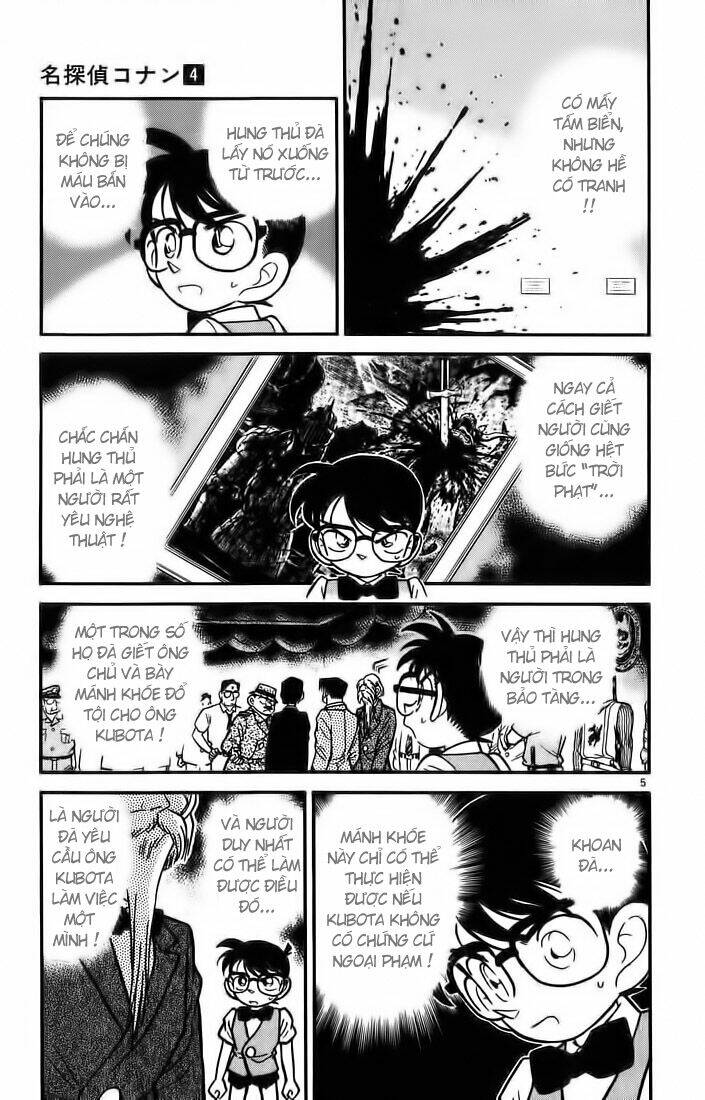 名探偵コナン4
CÓ MẤY
TẤM BIỂN,
NHƯNG
KHÔNG HỀ
CÓ TRANH
!!
HUNG THỦ ĐÃ
LẤY NÓ XUỐNG
TỪ TRƯỚC...
ĐỂ CHÚNG
KHÔNG BỊ
MÁU BẮN
VÀO...
NGAY CẢ
CÁCH GIẾT
NGƯỜI CŨNG
GIỐNG HỆT
BỨC "TRỜI
PHẠT"...
CHẮC CHẮN
HUNG THỦ
PHẢI LÀ MỘT
NGƯỜI RẤT
YÊU NGHỆ
THUẬT !
VẬY THÌ HUNG
THỦ PHẢI LÀ
NGƯỜI TRONG
BẢO TÀNG...
MỘT TRONG SỐ
HỌ ĐÃ GIẾT ÔNG
CHỦ VÀ BÀY
MÁNH KHÓE ĐỔ
TỘI CHO ÔNG
KUBOTA !
5
KHOAN
ĐÃ...
MÁNH KHÓE
NÀY CHỈ CÓ THỂ
THỰC HIỆN
ĐƯỢC NẾU
KUBOTA KHÔNG
CÓ CHỨNG CỨ
NGOẠI PHẠM !
VÀ NGƯỜI
DUY NHẤT
CÓ THỂ LÀM
ĐƯỢC ĐIỀU
ĐÓ...
LÀ NGƯỜI
ĐÃ YÊU
CẦU ÔNG
KUBOTA
LÀM VIỆC
MỘT
MÌNH !